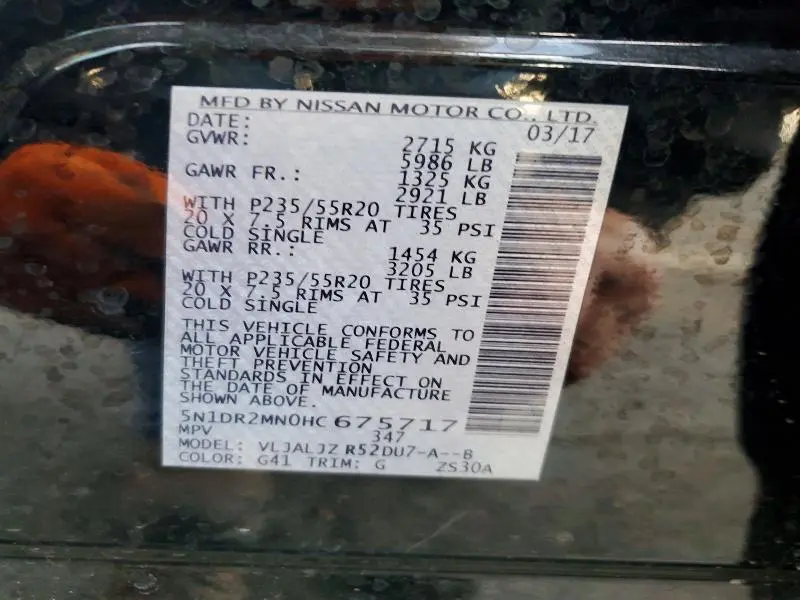 MFD BY NISSAN MOTOR CO., LTD.
DATE: 03/17
GVWR: 2715 KG
5986 LB
GAWR FR.: 1325 KG
2921 LB
WITH P235/55R20 TIRES
20 X 7.5 RIMS AT 35 PSI
COLD SINGLE
GAWR RR.: 1454 KG
3205 LB
WITH P235/55R20 TIRES
20 X 7.5 RIMS AT 35 PSI
COLD SINGLE
THIS VEHICLE CONFORMS TO
ALL APPLICABLE FEDERAL
MOTOR VEHICLE SAFETY AND
THEFT PREVENTION
STANDARDS IN EFFECT ON
THE DATE OF MANUFACTURE
SHOWN ABOVE.
5N1DR2MN0HC675717
MPV 347
MODEL: VLJALJZ R52DU7-A--B
COLOR: G41 TRIM: G ZS30A